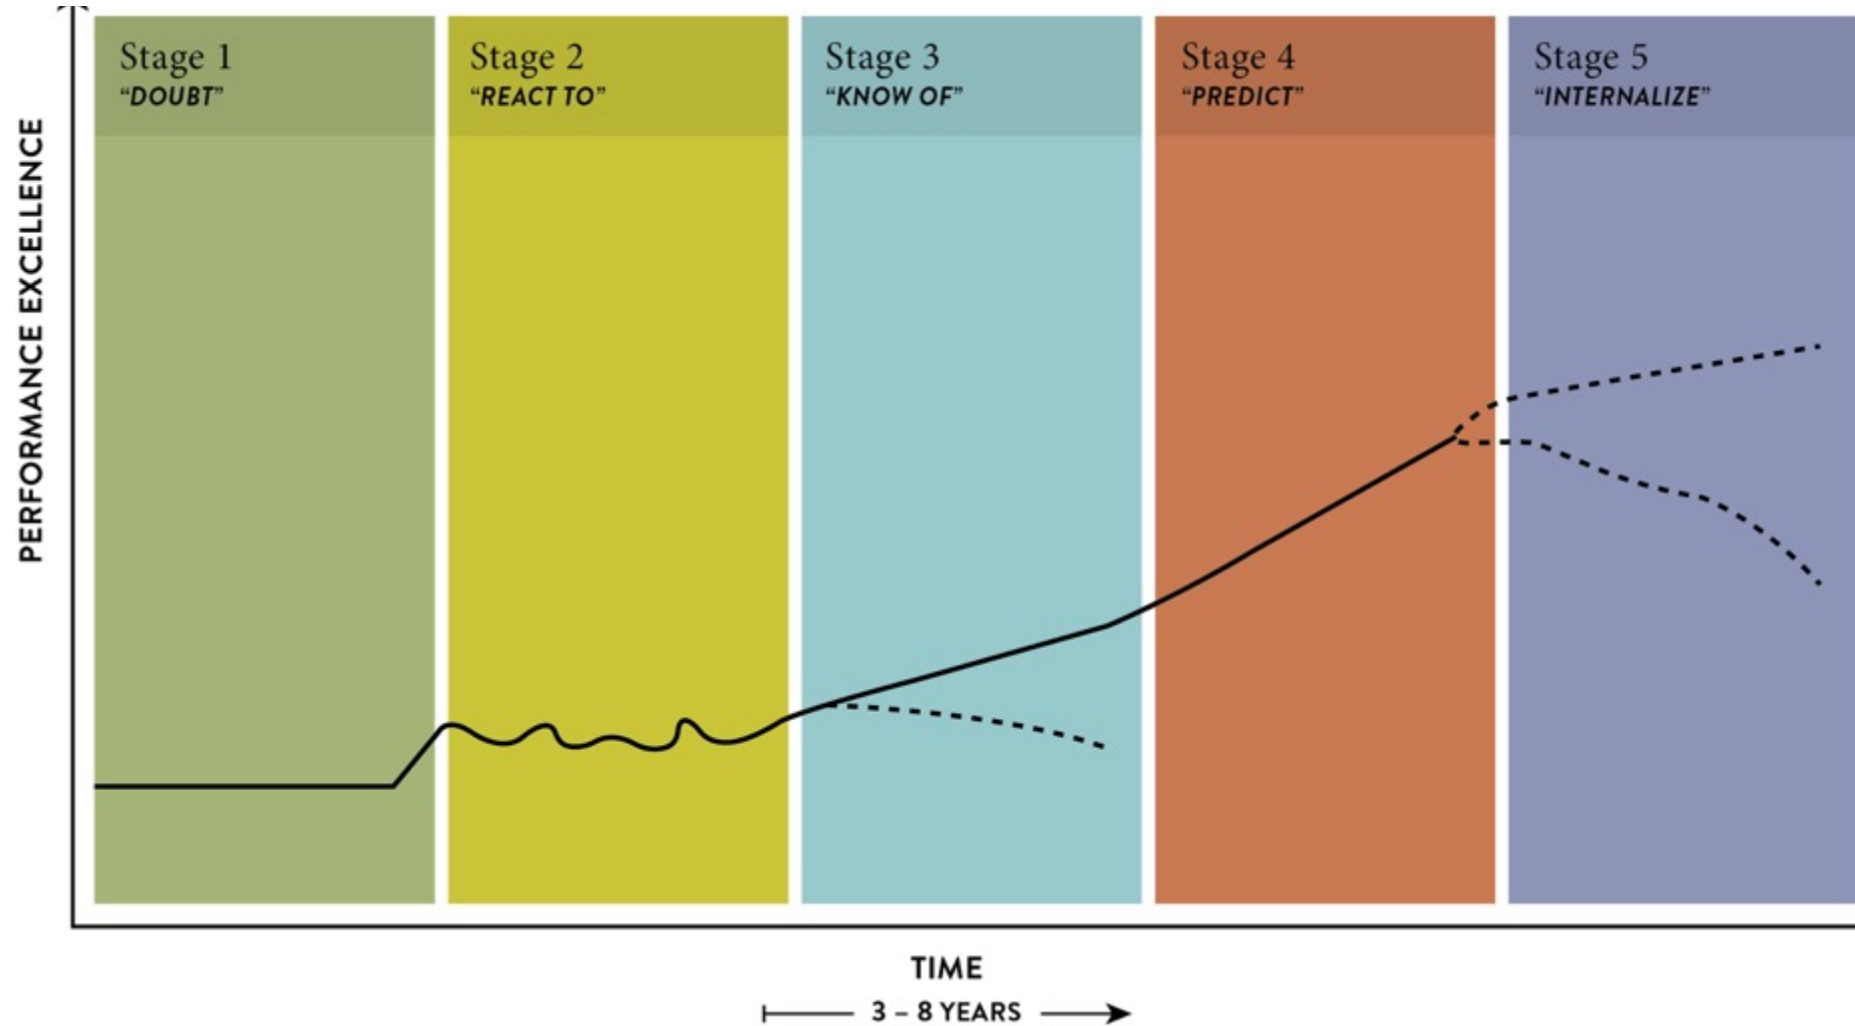 PERFORMANCE EXCELLENCE
Stage 1
“DOUBT”
Stage 2
“REACT TO”
Stage 3
“KNOW OF”
Stage 4
“PREDICT”
Stage 5
“INTERNALIZE”
TIME
3 – 8 YEARS